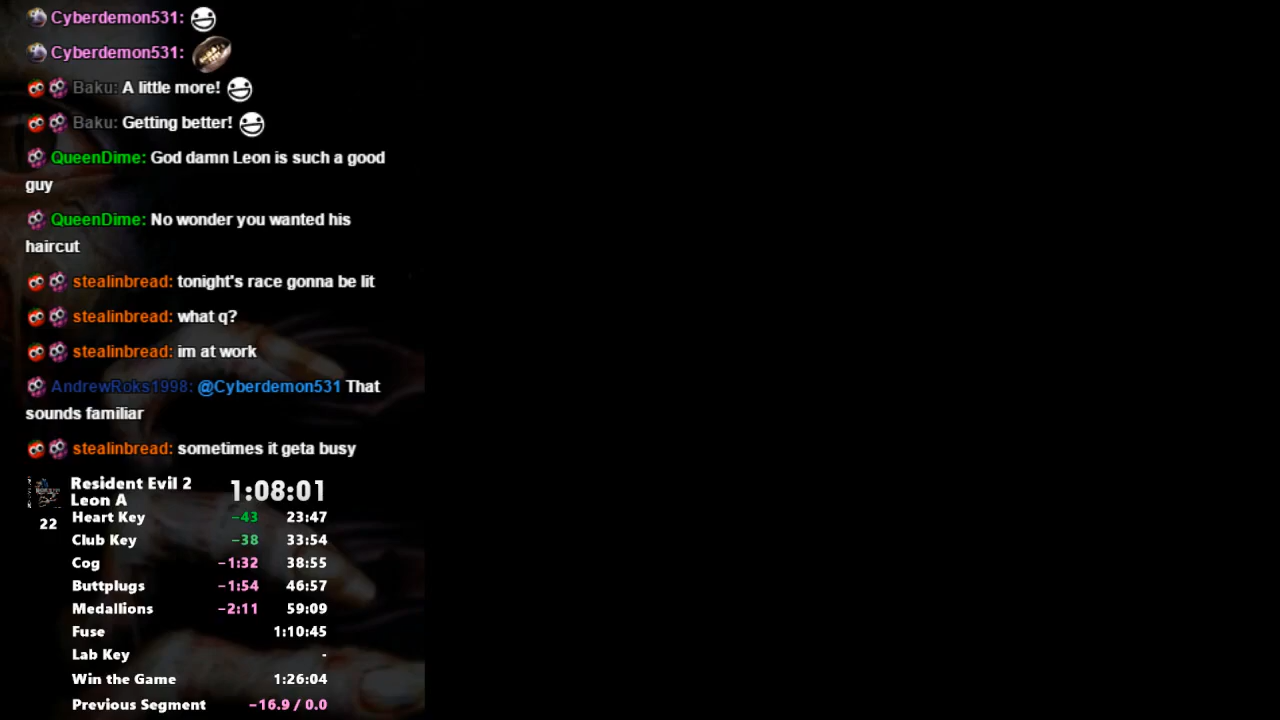 Cyberdemon531:
Cyberdemon531:
Baku: A little more!
Baku: Getting better!
QueenDime: God damn Leon is such a good
guy
QueenDime: No wonder you wanted his
haircut
stealinbread: tonight's race gonna be lit
stealinbread: what q?
stealinbread: im at work
AndrewRoks1998: @Cyberdemon531 That
sounds familiar
stealinbread: sometimes it geta busy
Resident Evil 2
Leon A 1:08:01
22
Heart Key -43 23:47
Club Key -38 33:54
Cog -1:32 38:55
Buttplugs -1:54 46:57
Medallions -2:11 59:09
Fuse 1:10:45
Lab Key -
Win the Game 1:26:04
Previous Segment -16.9 / 0.0